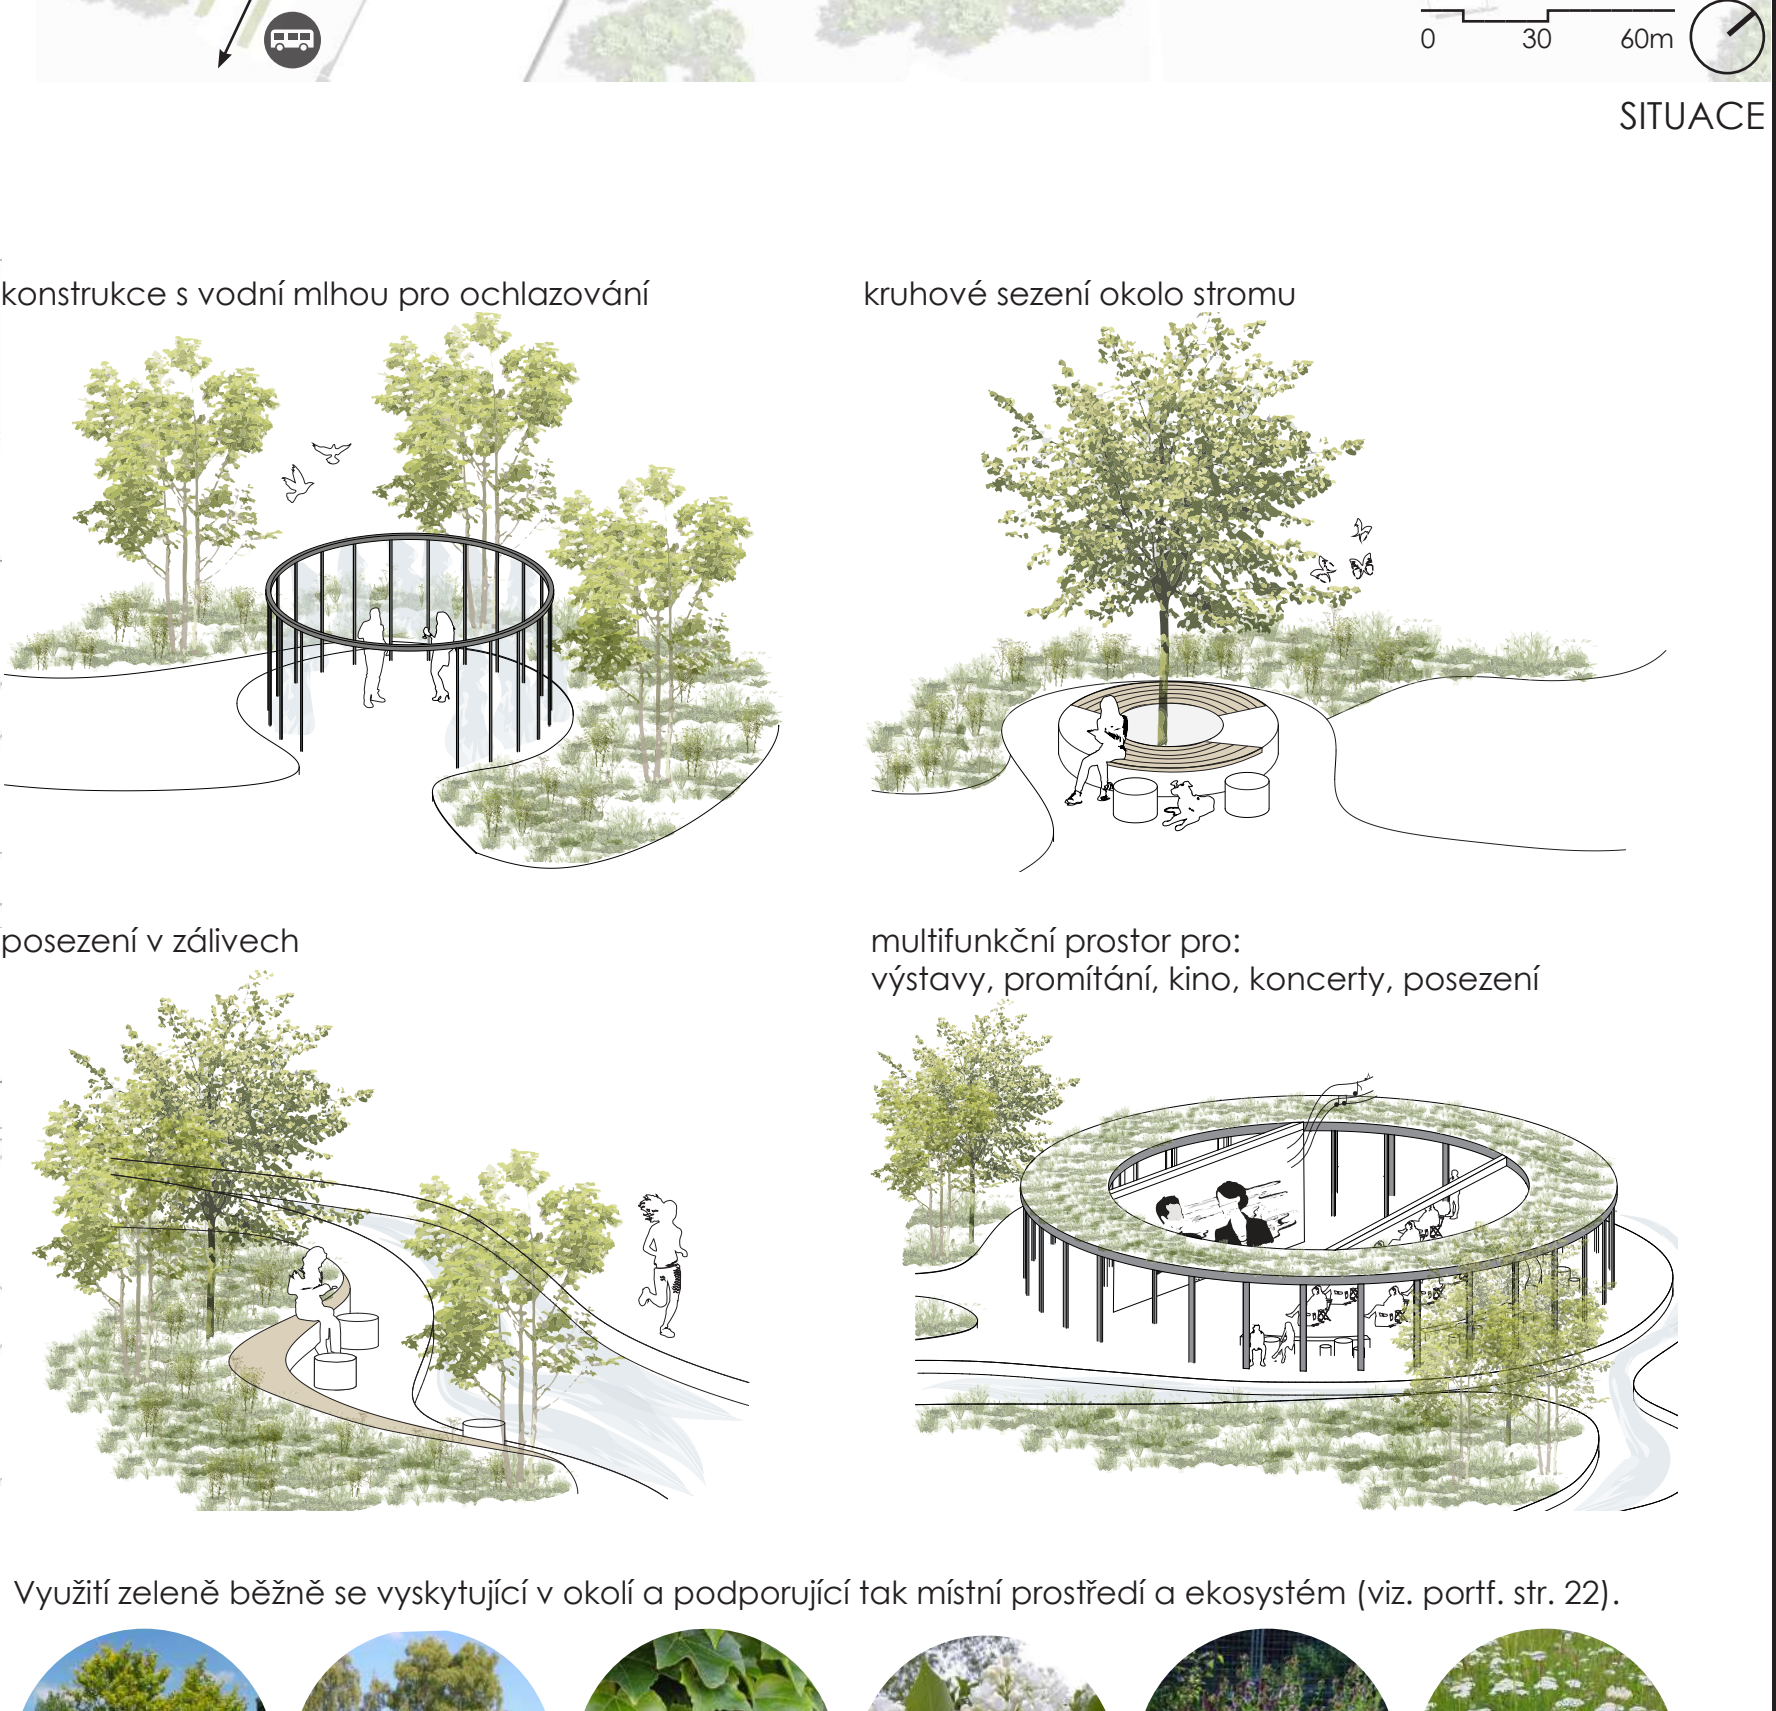 0 30 60m
SITUACE
konstrukce s vodní mlhou pro ochlazování
kruhové sezení okolo stromu
posezení v zálivech
multifunkční prostor pro:
výstavy, promítání, kino, koncerty, posezení
Využití zeleně běžně se vyskytující v okolí a podporující tak místní prostředí a ekosystém (viz. portf. str. 22).